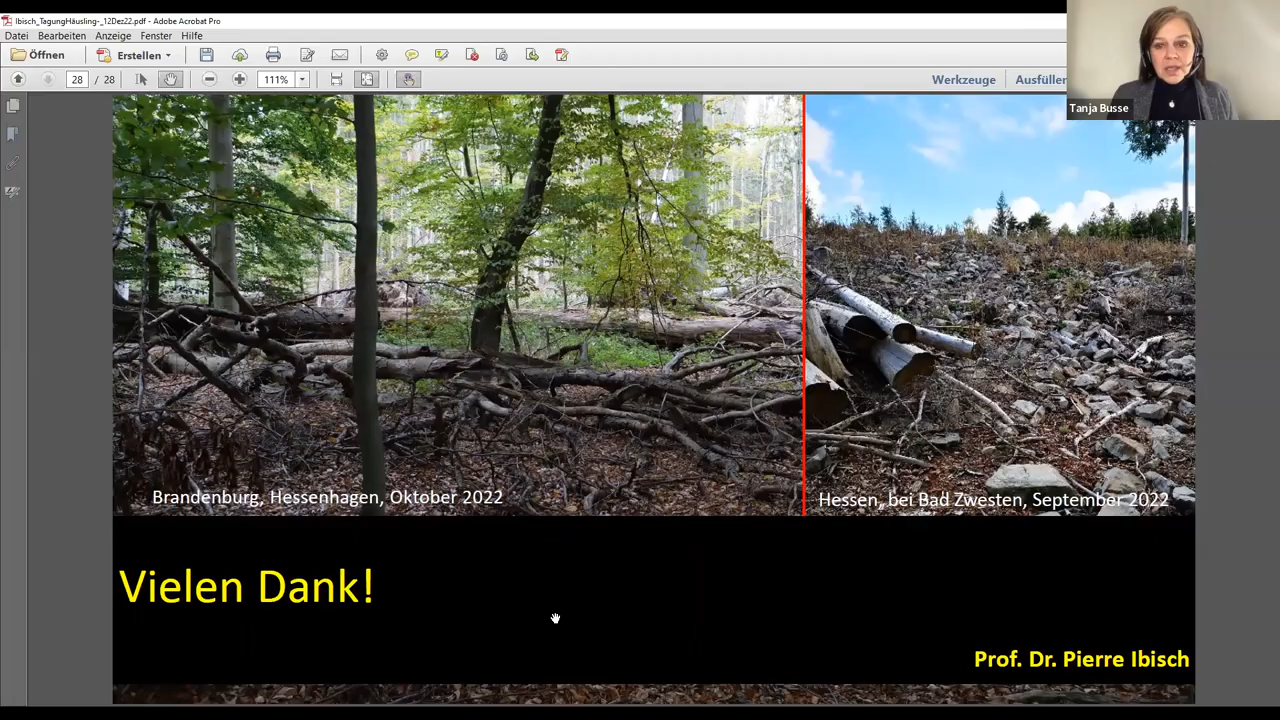 Ibisch_TagungHäusling-_12Dez22.pdf - Adobe Acrobat Pro
Datei Bearbeiten Anzeige Fenster Hilfe
Öffnen Erstellen
28 / 28 111% Werkzeuge Ausfüllen
Tanja Busse
Brandenburg, Hessenhagen, Oktober 2022
Hessen, bei Bad Zwesten, September 2022
Vielen Dank!
Prof. Dr. Pierre Ibisch